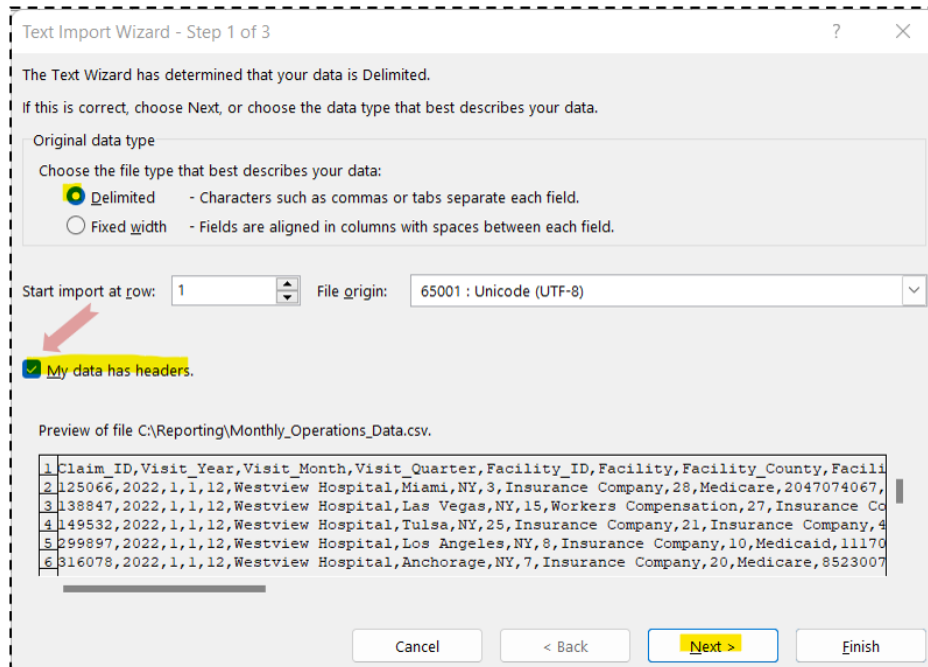 Text Import Wizard - Step 1 of 3 ?
The Text Wizard has determined that your data is Delimited.
If this is correct, choose Next, or choose the data type that best describes your data.
Original data type
Choose the file type that best describes your data:
Delimited - Characters such as commas or tabs separate each field.
Fixed width - Fields are aligned in columns with spaces between each field.
Start import at row: 1 File origin: 65001 : Unicode (UTF-8)
My data has headers.
Preview of file C:\Reporting\Monthly_Operations_Data.csv.
1 Claim_ID,Visit_Year,Visit_Month,Visit_Quarter,Facility_ID,Facility,Facility_County,Facili
2 125066,2022,1,1,12,Westview Hospital,Miami,NY,3,Insurance Company,28,Medicare,2047074067,
3 138847,2022,1,1,12,Westview Hospital,Las Vegas,NY,15,Workers Compensation,27,Insurance Co
4 149532,2022,1,1,12,Westview Hospital,Tulsa,NY,25,Insurance Company,21,Insurance Company,4
5 299897,2022,1,1,12,Westview Hospital,Los Angeles,NY,8,Insurance Company,10,Medicaid,11170
6 316078,2022,1,1,12,Westview Hospital,Anchorage,NY,7,Insurance Company,20,Medicare,8523007
Cancel < Back Next > Finish